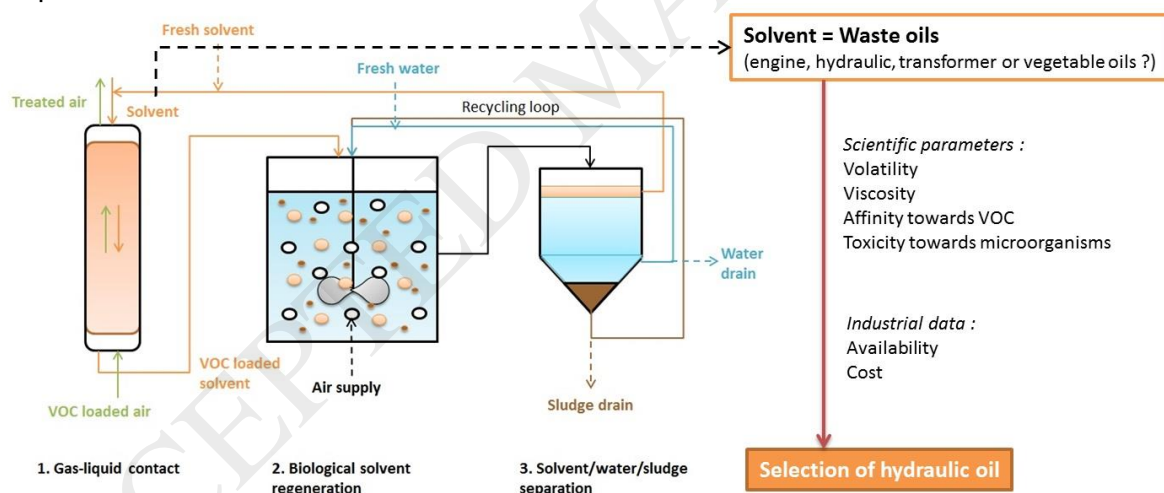 Fresh solvent
Solvent = Waste oils
(engine, hydraulic, transformer or vegetable oils ?)
Fresh water
Treated air
Solvent
Recycling loop
Scientific parameters :
Volatility
Viscosity
Affinity towards VOC
Toxicity towards microorganisms
Water
drain
Industrial data :
Availability
Cost
VOC loaded
solvent
Air supply
VOC loaded air
Sludge drain
1. Gas-liquid contact
2. Biological solvent
regeneration
3. Solvent/water/sludge
separation
Selection of hydraulic oil
CEPTED MA